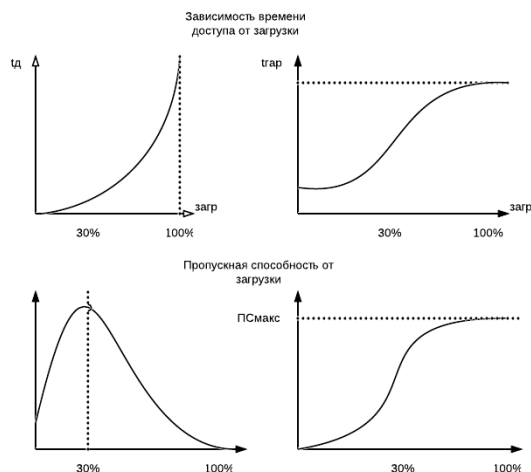 Зависимость времени
доступа от загрузки
tд
загр
30%
100%
tгар
загр
30%
100%
Пропускная способность от
загрузки
30%
100%
ПСмакс
30%
100%